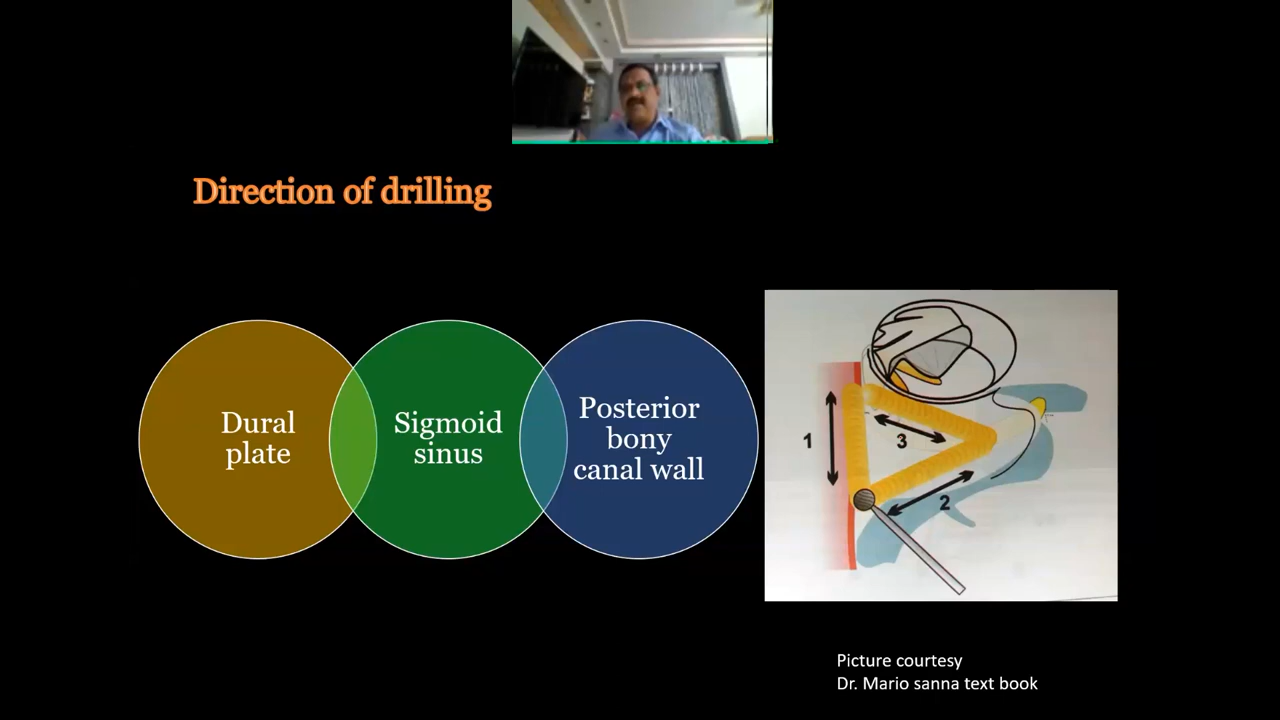 Direction of drilling
Dural
plate
Sigmoid
sinus
Posterior
bony
canal wall
1
3
2
Picture courtesy
Dr. Mario sanna text book